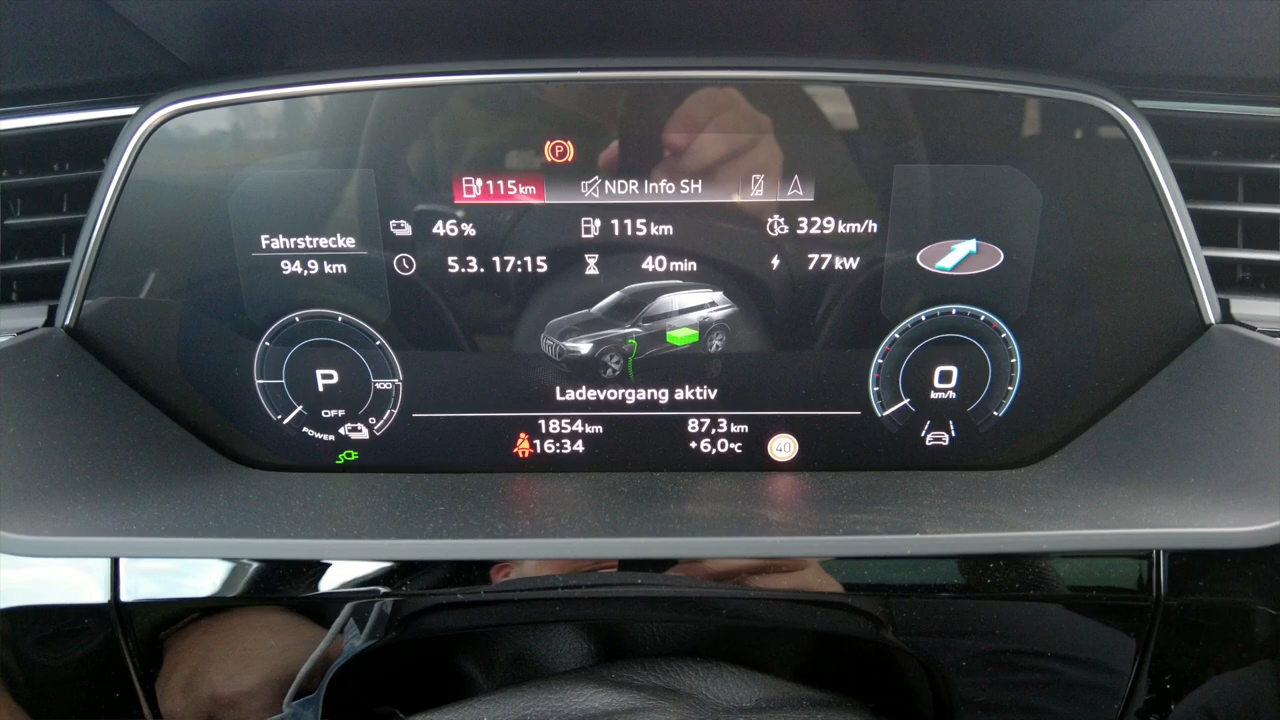 P
115 km NDR Info SH
46 % 115 km 329 km/h
Fahrstrecke
94,9 km
5.3. 17:15 40 min 77 kW
P
100
OFF
0
POWER
0
km/h
Ladevorgang aktiv
1854 km 87,3 km
16:34 +6,0 °C 40